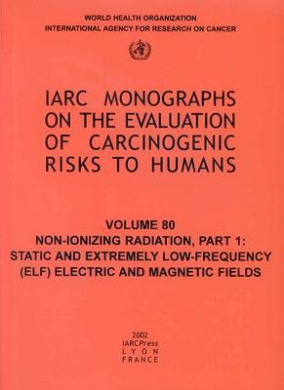 WORLD HEALTH ORGANIZATION
INTERNATIONAL AGENCY FOR RESEARCH ON CANCER
IARC MONOGRAPHS
ON THE EVALUATION
OF CARCINOGENIC
RISKS TO HUMANS
VOLUME 80
NON-IONIZING RADIATION, PART 1:
STATIC AND EXTREMELY LOW-FREQUENCY
(ELF) ELECTRIC AND MAGNETIC FIELDS
2002
IARCPress
LYON
FRANCE